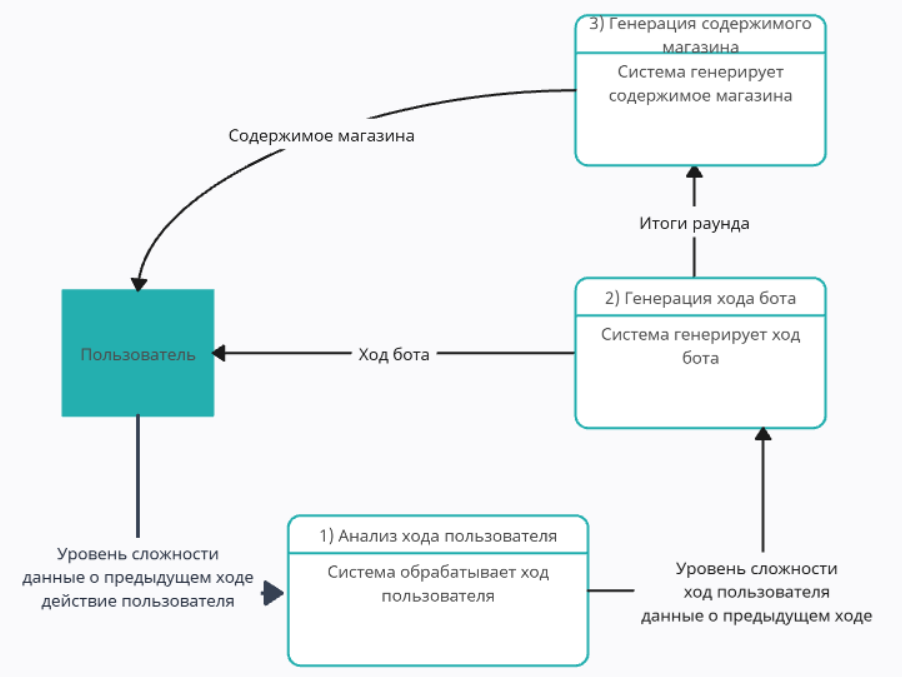 3) Генерация содержимого
магазина
Система генерирует
содержимое магазина
Содержимое магазина
Итоги раунда
2) Генерация хода бота
Система генерирует ход
бота
Пользователь
Ход бота
1) Анализ хода пользователя
Система обрабатывает ход
пользователя
Уровень сложности
данные о предыдущем ходе
действие пользователя
Уровень сложности
ход пользователя
данные о предыдущем ходе